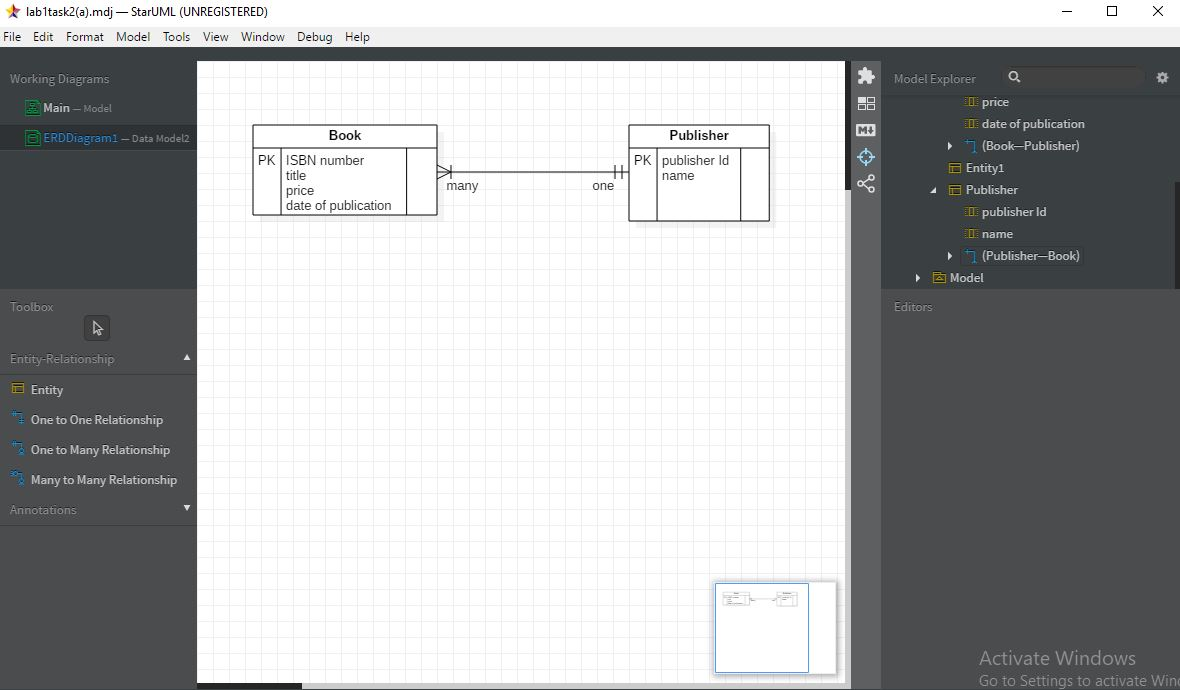 lab1task2(a).mdj — StarUML (UNREGISTERED)
File Edit Format Model Tools View Window Debug Help
Working Diagrams
Main — Model
ERDDiagram1 — Data Model2
Toolbox
Entity-Relationship
Entity
One to One Relationship
One to Many Relationship
Many to Many Relationship
Annotations
Book
PK ISBN number
title
price
date of publication
many
one
Publisher
PK publisher Id
name
Model Explorer
price
date of publication
(Book—Publisher)
Entity1
Publisher
publisher Id
name
(Publisher—Book)
Model
Editors
Activate Windows
Go to Settings to activate Win